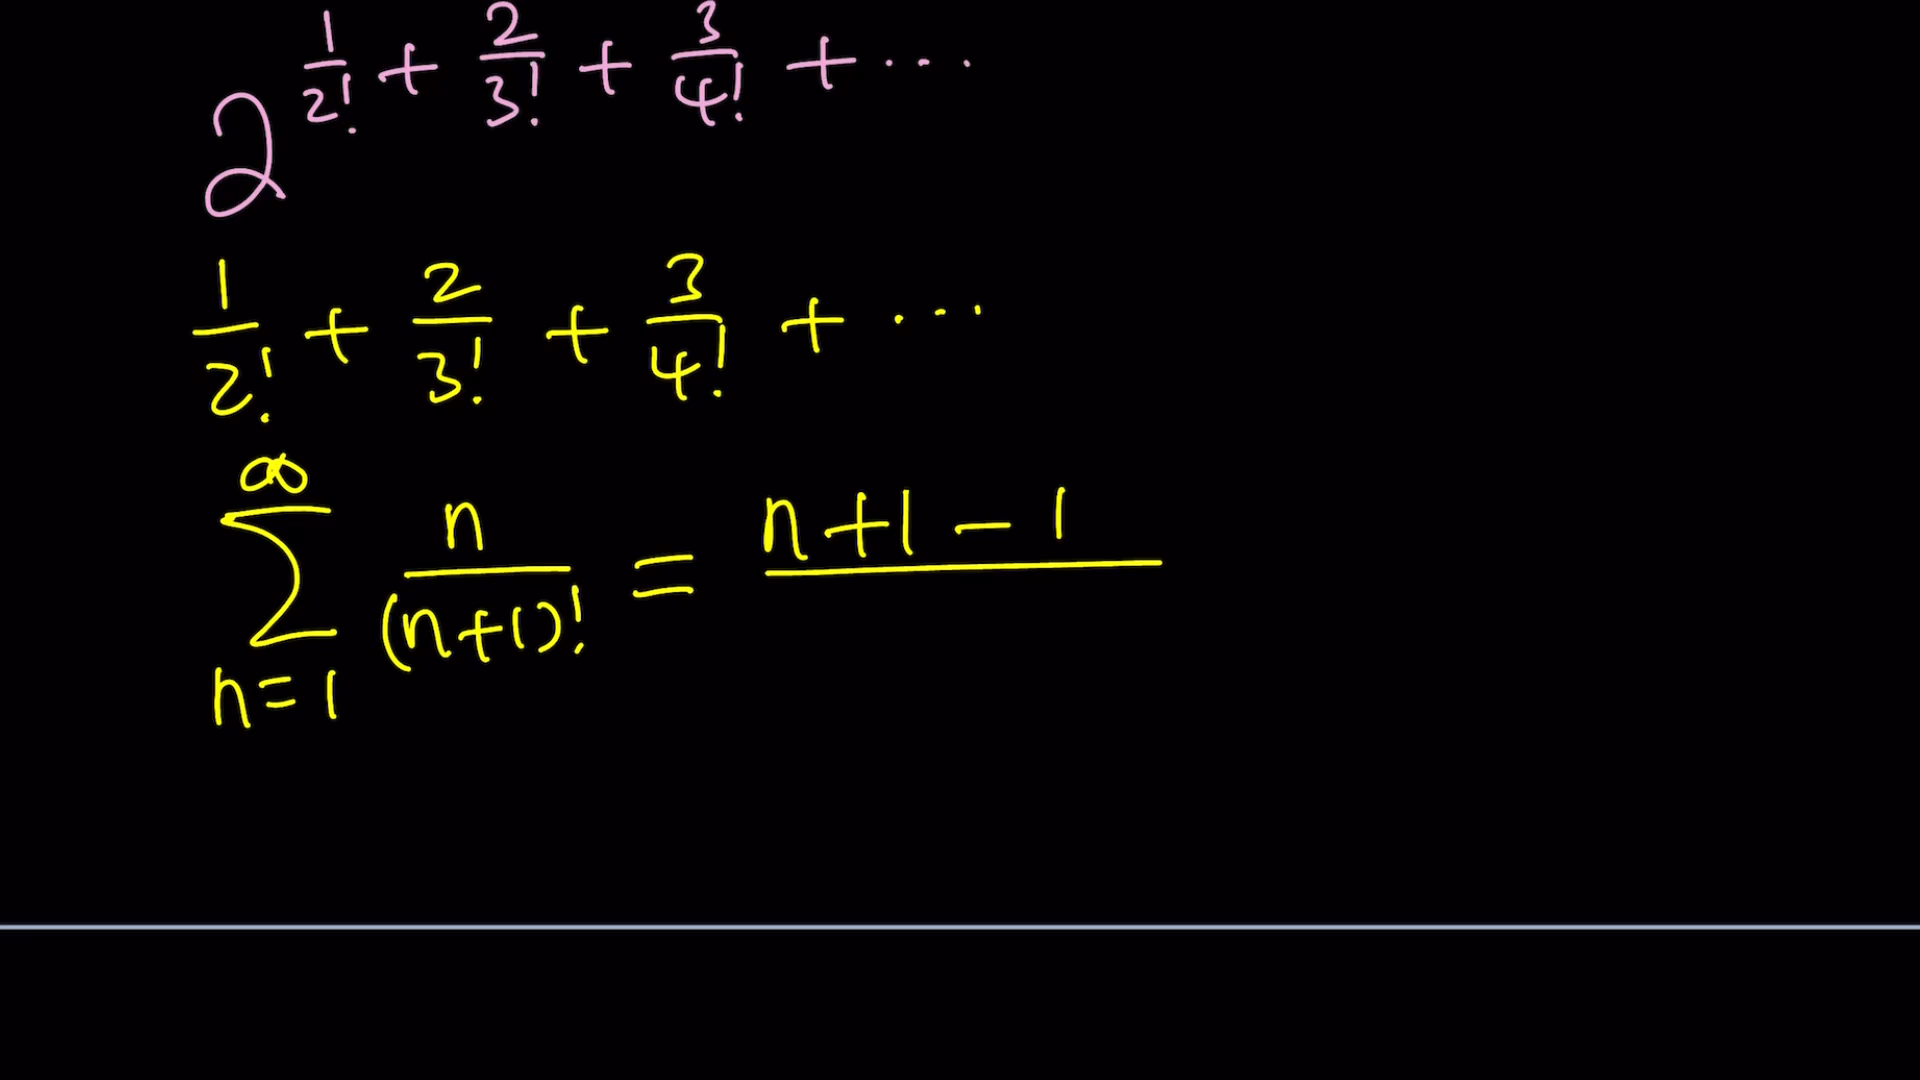 2^{1/2! + 2/3! + 3/4! + ...}
1/2! + 2/3! + 3/4! + ...
∞
∑ n/(n+1)! = n+1-1
n=1